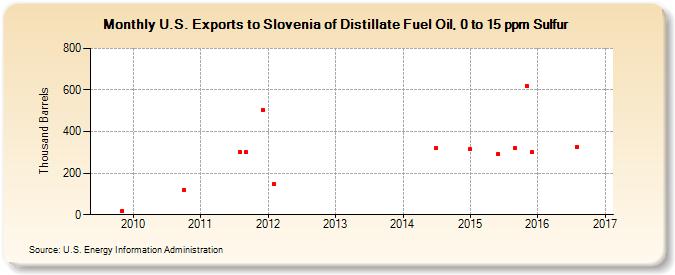 Monthly U.S. Exports to Slovenia of Distillate Fuel Oil, 0 to 15 ppm Sulfur
Thousand Barrels
800
600
400
200
0
2010 2011 2012 2013 2014 2015 2016 2017
Source: U.S. Energy Information Administration